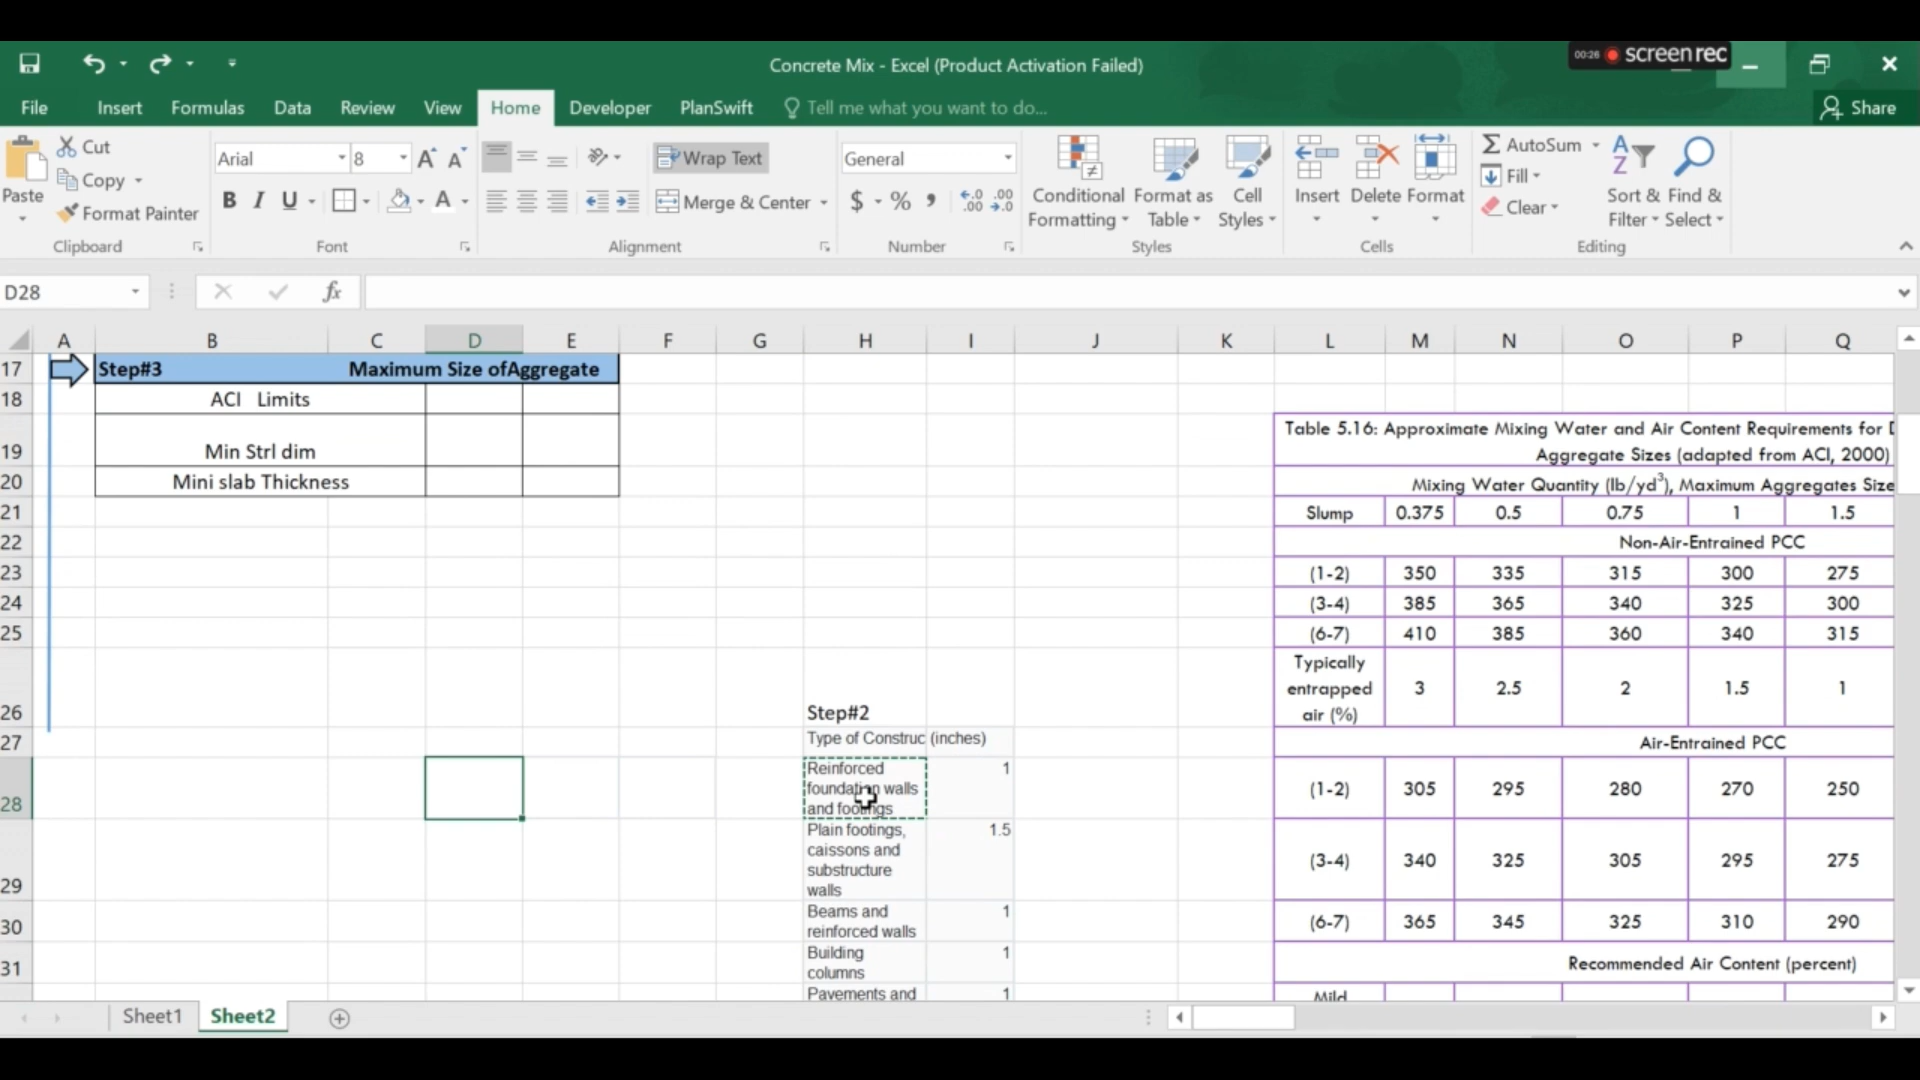 00:26 screenrec
Concrete Mix - Excel (Product Activation Failed)
File Insert Formulas Data Review View Home Developer PlanSwift Tell me what you want to do... Share
Paste
Cut
Copy
Format Painter
Clipboard
Arial 8
B I U
Font
Wrap Text
Merge & Center
Alignment
General
$ % ,
Number
Conditional Formatting
Format as Table
Cell Styles
Styles
Insert Delete Format
Cells
AutoSum
Fill
Clear
Sort & Filter
Find & Select
Editing
D28 fx
A B C D E F G H I J K L M N O P Q
17 Step#3 Maximum Size ofAggregate
18 ACI Limits
19 Min Strl dim
20 Mini slab Thickness
21
22
23
24
25
26
27
28
29
30
31
Step#2
Type of Construc (inches)
Reinforced
foundation walls
and footings 1
Plain footings, 1.5
caissons and
substructure
walls
Beams and 1
reinforced walls
Building 1
columns
Pavements and 1
Table 5.16: Approximate Mixing Water and Air Content Requirements for
Aggregate Sizes (adapted from ACI, 2000)
Mixing Water Quantity (lb/yd³), Maximum Aggregates Size
Slump 0.375 0.5 0.75 1 1.5
Non-Air-Entrained PCC
(1-2) 350 335 315 300 275
(3-4) 385 365 340 325 300
(6-7) 410 385 360 340 315
Typically
entrapped 3 2.5 2 1.5 1
air (%)
Air-Entrained PCC
(1-2) 305 295 280 270 250
(3-4) 340 325 305 295 275
(6-7) 365 345 325 310 290
Recommended Air Content (percent)
Mild
Sheet1 Sheet2